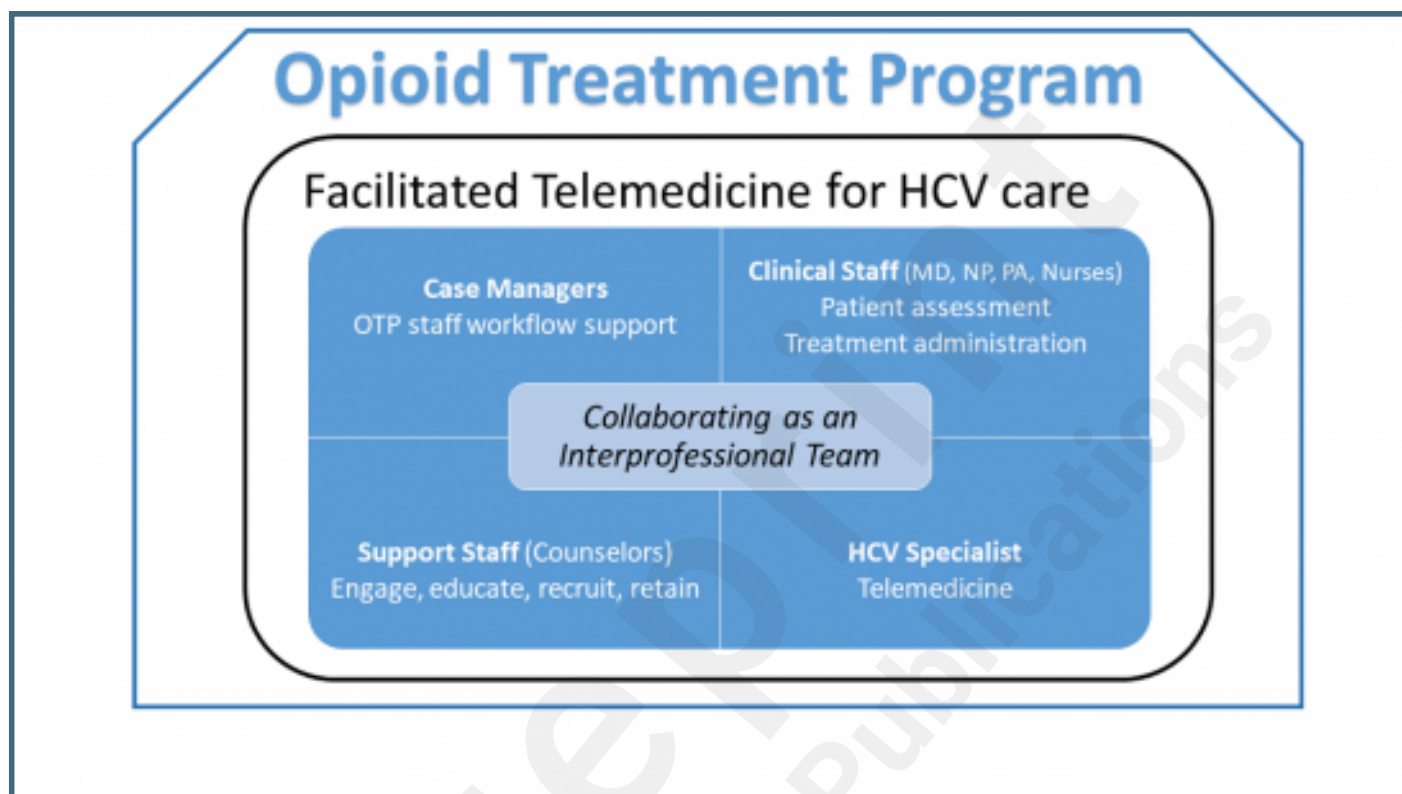 Opioid Treatment Program
Facilitated Telemedicine for HCV care
Case Managers
OTP staff workflow support
Clinical Staff (MD, NP, PA, Nurses)
Patient assessment
Treatment administration
Collaborating as an
Interprofessional Team
Support Staff (Counselors)
Engage, educate, recruit, retain
HCV Specialist
Telemedicine
Publications